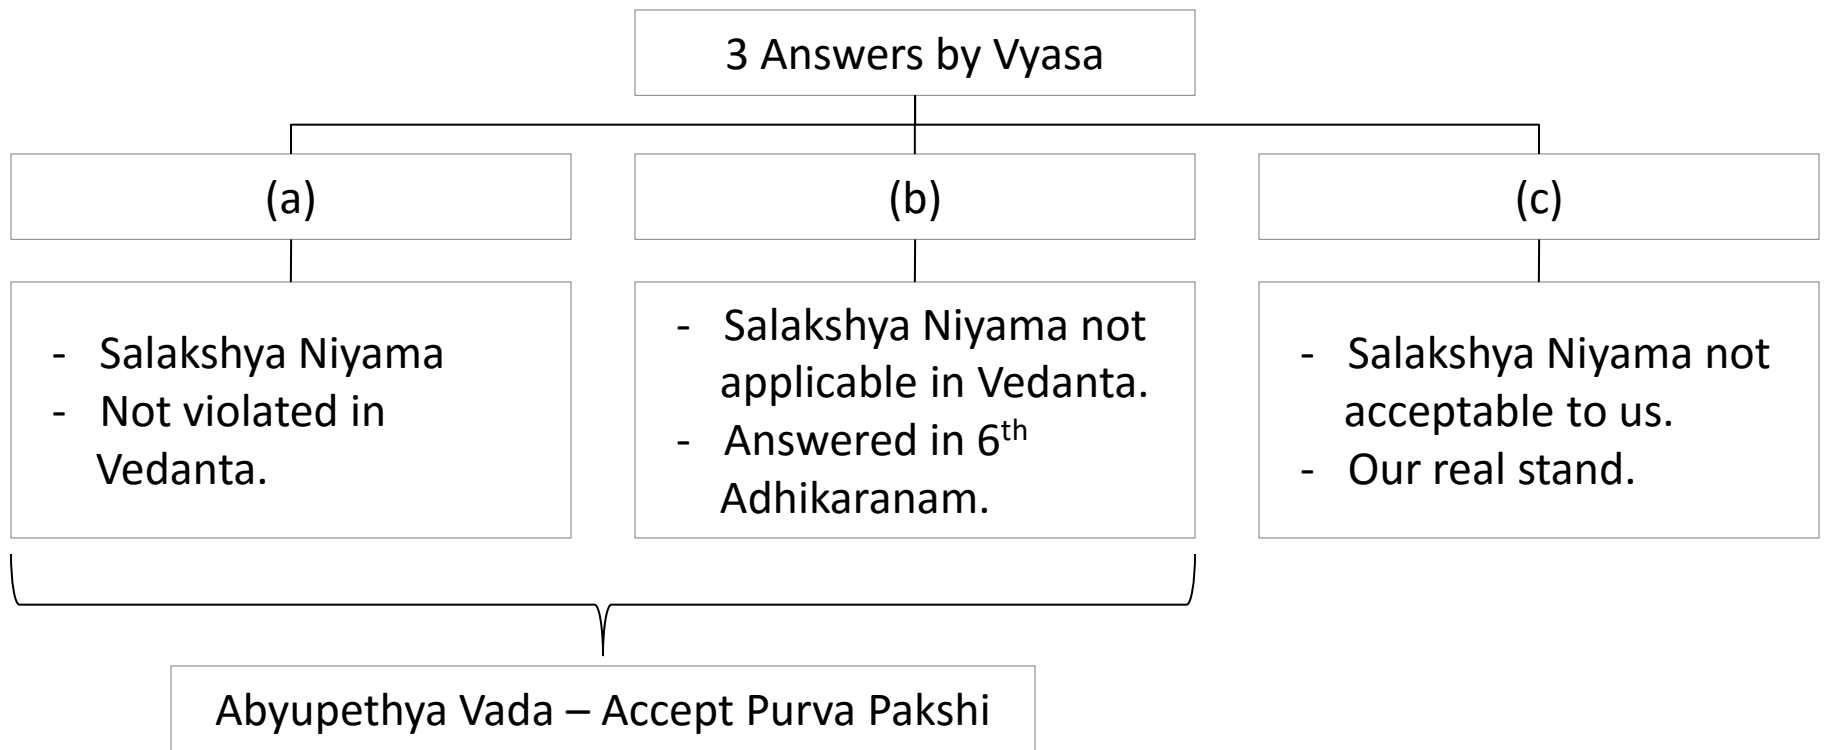 3 Answers by Vyasa
(a)
(b)
(c)
- Salakshya Niyama
- Not violated in
Vedanta.
- Salakshya Niyama not
applicable in Vedanta.
- Answered in 6th
Adhikaranam.
- Salakshya Niyama not
acceptable to us.
- Our real stand.
Abyupethya Vada – Accept Purva Pakshi